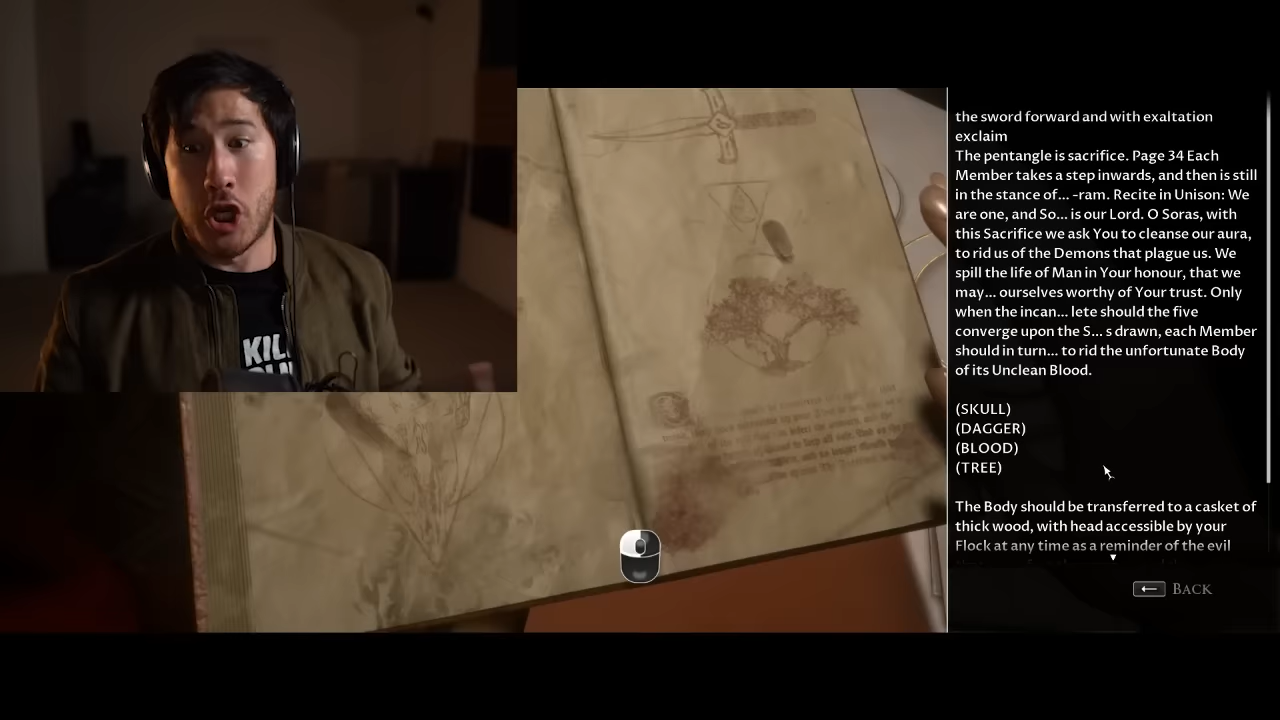 the sword forward and with exaltation
exclaim
The pentangle is sacrifice. Page 34 Each
Member takes a step inwards, and then is still
in the stance of... -ram. Recite in Unison: We
are one, and So... is our Lord. O Soras, with
this Sacrifice we ask You to cleanse our aura,
to rid us of the Demons that plague us. We
spill the life of Man in Your honour, that we
may... ourselves worthy of Your trust. Only
when the incan... lete should the five
converge upon the S... s drawn, each Member
should in turn... to rid the unfortunate Body
of its Unclean Blood.
(SKULL)
(DAGGER)
(BLOOD)
(TREE)
The Body should be transferred to a casket of
thick wood, with head accessible by your
Flock at any time as a reminder of the evil
BACK